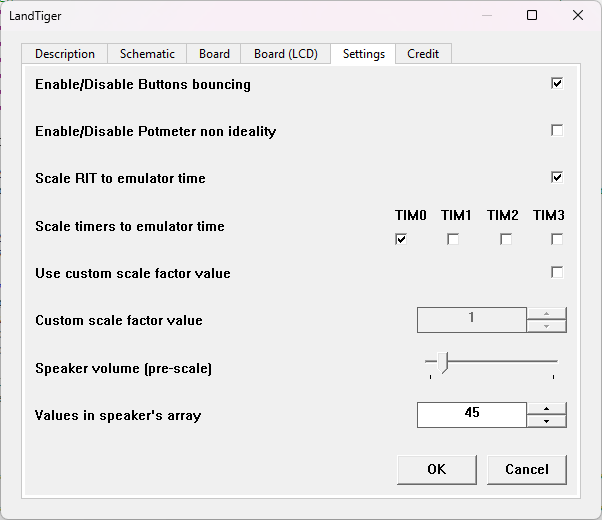 LandTiger
Description Schematic Board Board (LCD) Settings Credit
Enable/Disable Buttons bouncing
Enable/Disable Potmeter non ideality
Scale RIT to emulator time
TIM0 TIM1 TIM2 TIM3
Scale timers to emulator time
Use custom scale factor value
Custom scale factor value 1
Speaker volume (pre-scale)
Values in speaker's array 45
OK Cancel